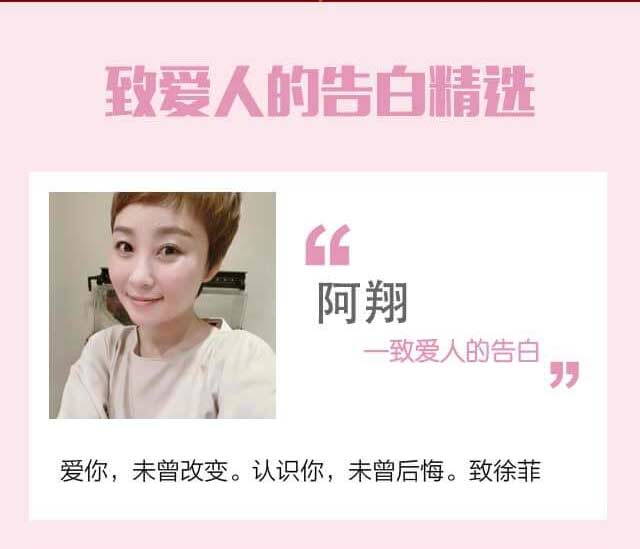 致爱人的告白精选
“
阿翔
一致爱人的告白
”
爱你，未曾改变。认识你，未曾后悔。致徐菲